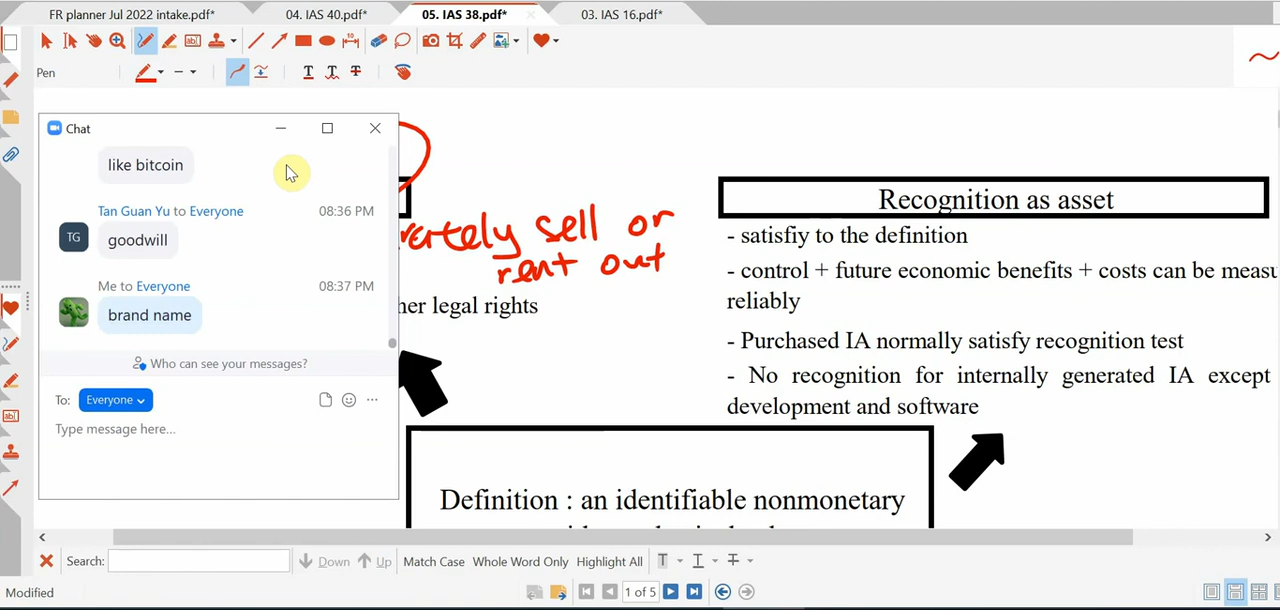 FR planner Jul 2022 intake.pdf*
04. IAS 40.pdf*
05. IAS 38.pdf*
03. IAS 16.pdf*
Pen
Chat
like bitcoin
Tan Guan Yu to Everyone 08:36 PM
TG
goodwill
Me to Everyone 08:37 PM
brand name
Who can see your messages?
To: Everyone
Type message here...
rately sell or
rent out
her legal rights
Recognition as asset
- satisfiy to the definition
- control + future economic benefits + costs can be measu
reliably
- Purchased IA normally satisfy recognition test
- No recognition for internally generated IA except
development and software
Definition : an identifiable nonmonetary
Search: Down Up Match Case Whole Word Only Highlight All
Modified
1 of 5